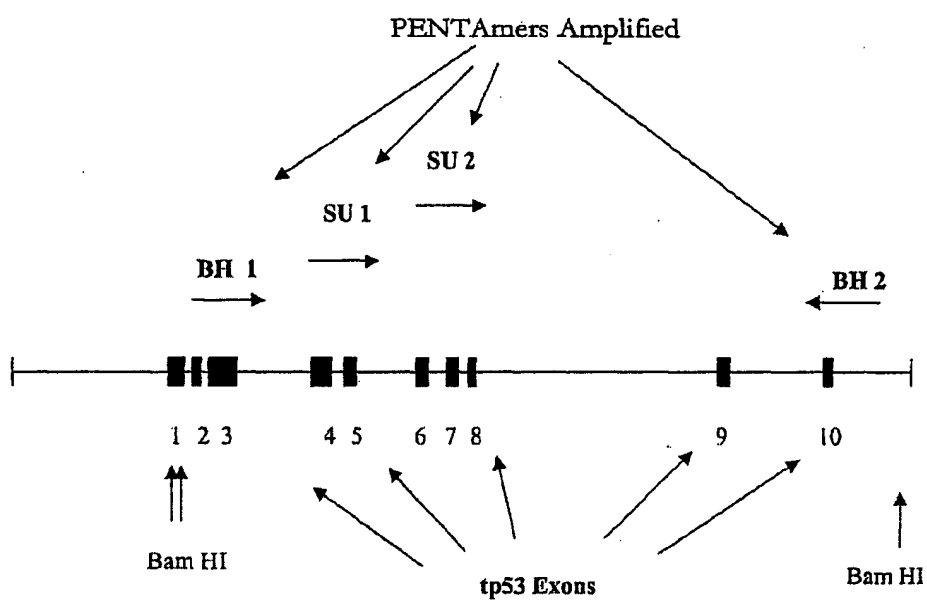 PENTAmers Amplified
SU 2
SU 1
BH 1
BH 2
1 2 3 4 5 6 7 8 9 10
Bam HI
tp53 Exons
Bam HI